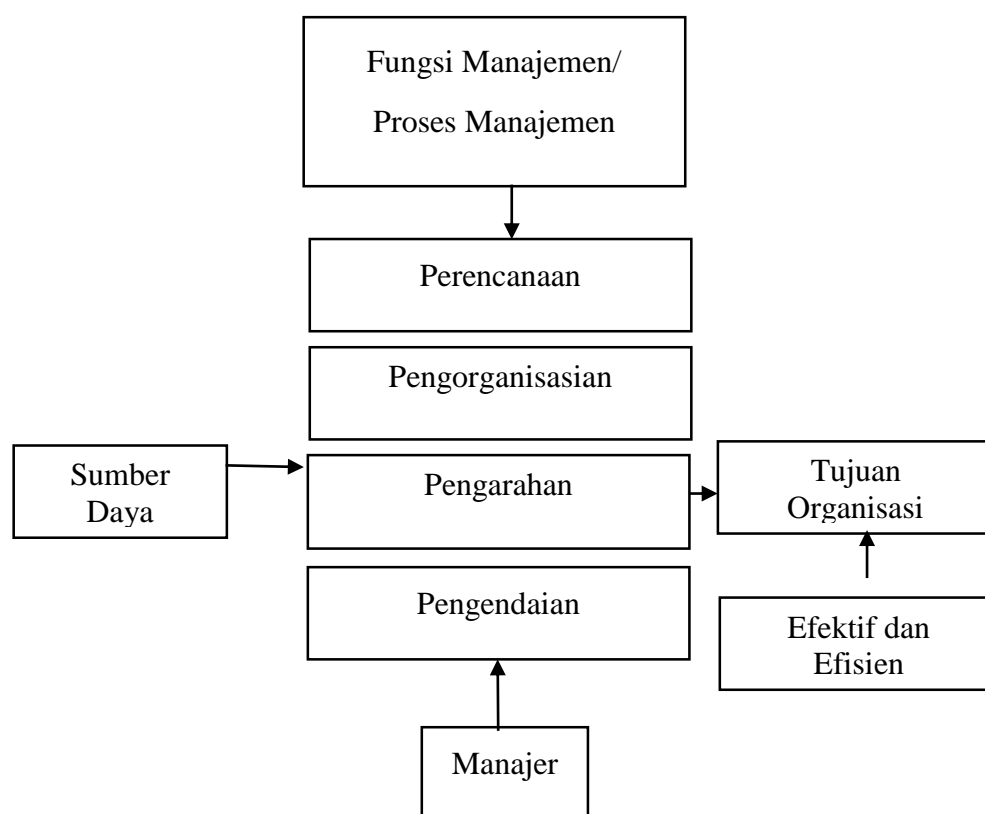 Fungsi Manajemen/
Proses Manajemen
Perencanaan
Pengorganisasian
Sumber
Daya
Pengarahan
Tujuan
Organisasi
Pengendaian
Efektif dan
Efisien
Manajer